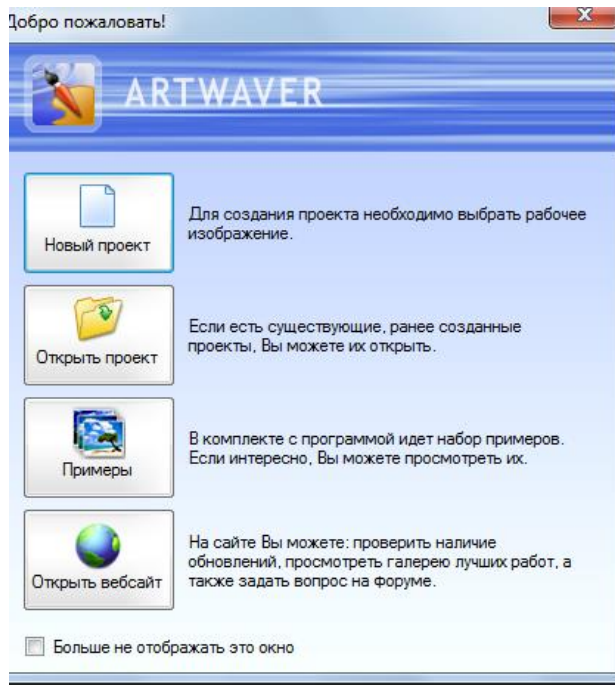 Добро пожаловать!
ARTWAVER
Новый проект
Для создания проекта необходимо выбрать рабочее
изображение.
Открыть проект
Если есть существующие, ранее созданные
проекты, Вы можете их открыть.
Примеры
В комплекте с программой идет набор примеров.
Если интересно, Вы можете просмотреть их.
Открыть вебсайт
На сайте Вы можете: проверить наличие
обновлений, просмотреть галерею лучших работ, а
также задать вопрос на форуме.
Больше не отображать это окно